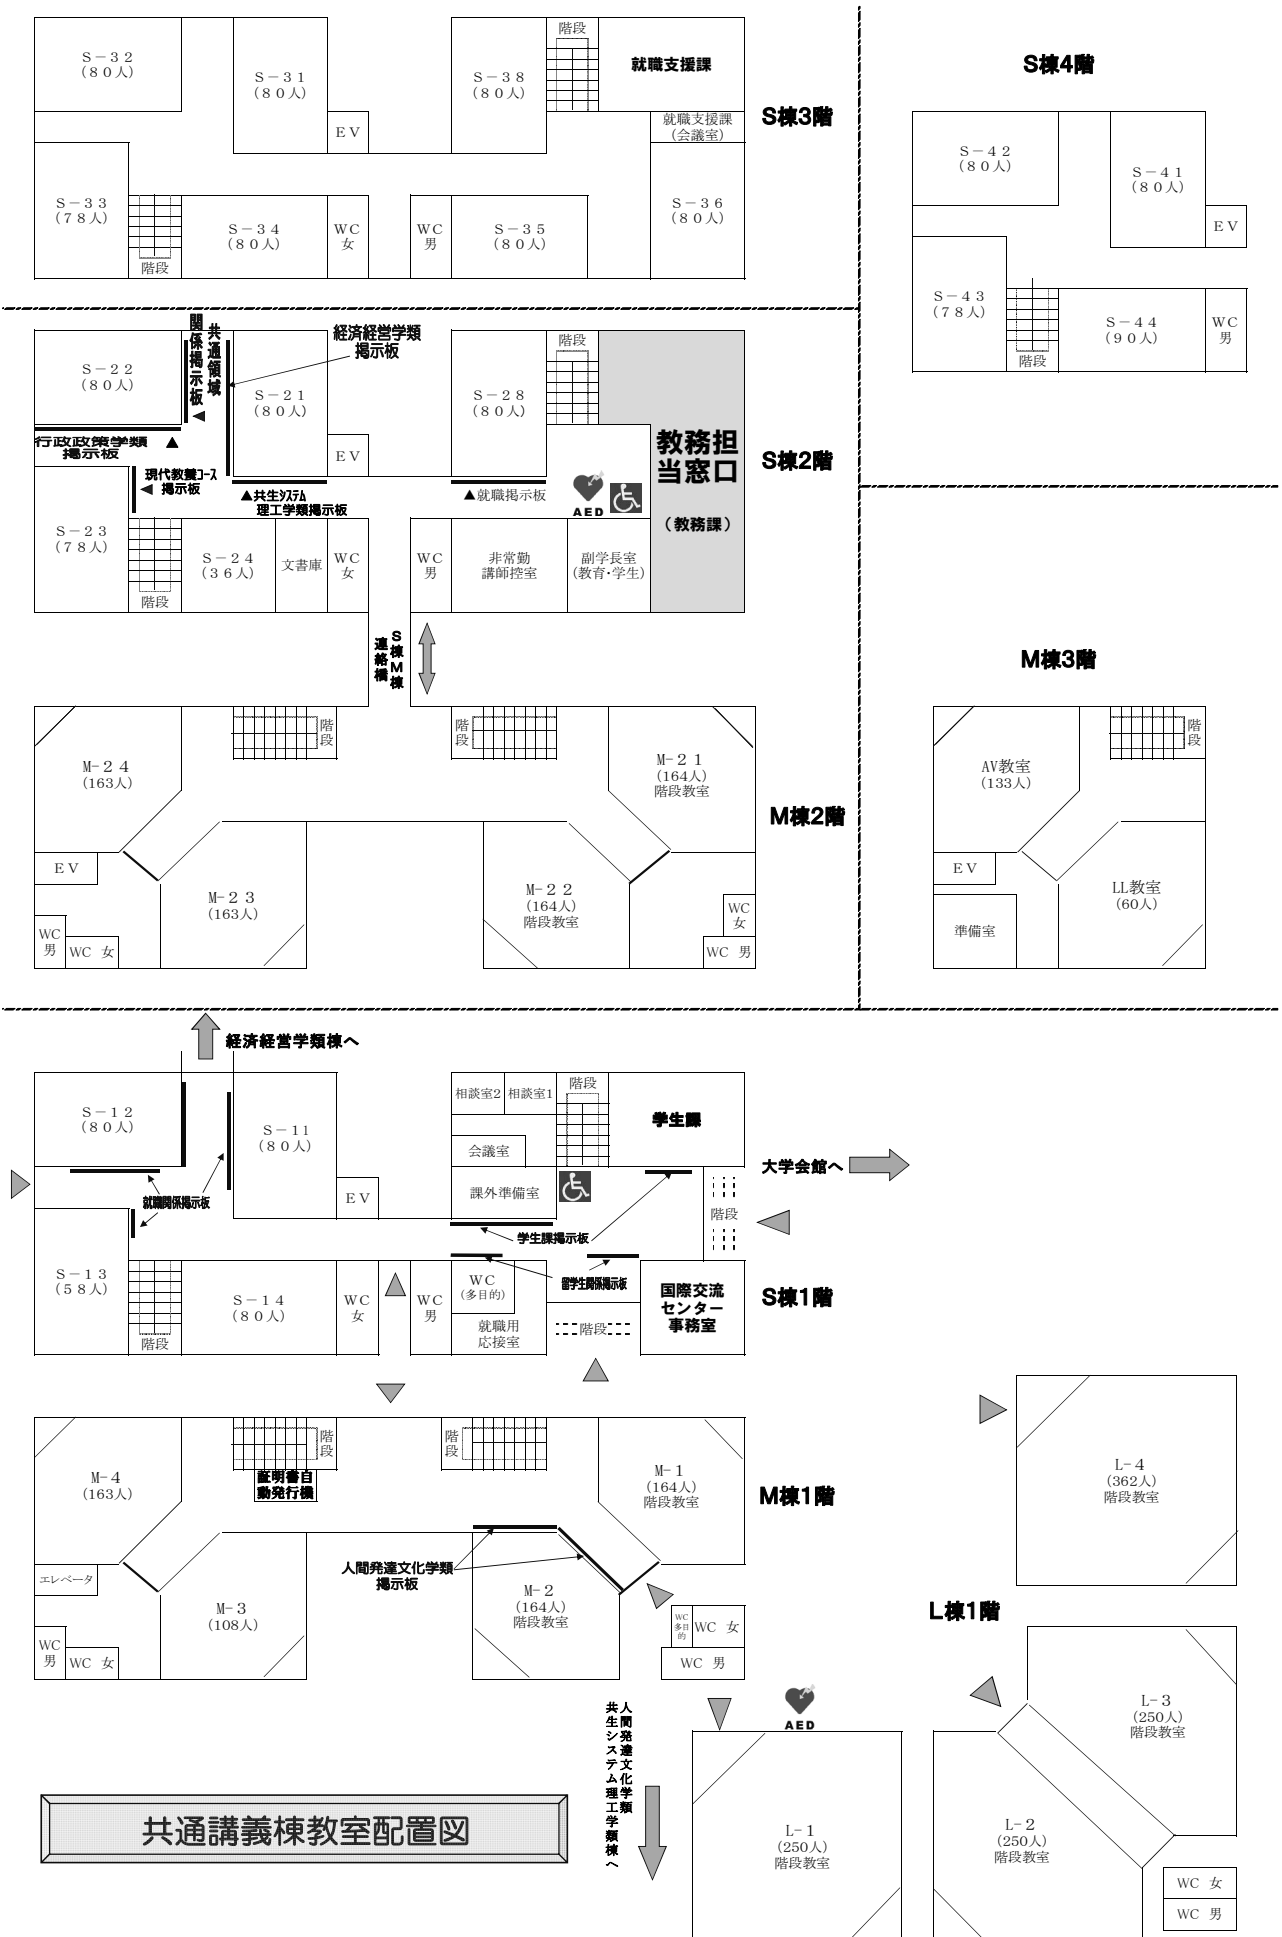 S－３２
（８０人）
S－３１
（８０人）
EV
S－３８
（８０人）
階段
就職支援課
就職支援課
（会議室）
S棟3階
S－３３
（７８人）
階段
S－３４
（８０人）
WC
女
WC
男
S－３５
（８０人）
S－３６
（８０人）
S棟4階
S－４２
（８０人）
S－４１
（８０人）
EV
S－４３
（７８人）
階段
S－４４
（９０人）
WC
男
S－２２
（８０人）
共通領域
関係掲示板
◀
経済経営学類
掲示板
S－２１
（８０人）
EV
S－２８
（８０人）
階段
教務担
当窓口
（教務課）
S棟2階
行政政策学類 ▲
掲示板
現代教養コース
◀ 掲示板
▲共生システム
理工学類掲示板
▲就職掲示板
AED
S－２３
（７８人）
階段
S－２４
（３６人）
文書庫
WC
女
WC
男
非常勤
講師控室
副学長室
（教育・学生）
S棟M棟
連絡橋
M-２４
（163人）
階段
階段
M-２１
（164人）
階段教室
M棟2階
EV
WC
男
WC 女
M-２３
（163人）
M-２２
（164人）
階段教室
WC
女
WC 男
M棟3階
AV教室
（133人）
階段
EV
準備室
LL教室
（60人）
経済経営学類棟へ
S－１２
（８０人）
S－１１
（８０人）
EV
就職関係掲示板
相談室2
相談室1
階段
学生課
会議室
課外準備室
大学会館へ
階段
学生課掲示板
留学生関係掲示板
S－１３
（５８人）
階段
S－１４
（８０人）
WC
女
WC
男
WC
（多目的）
就職用
応接室
階段
国際交流
センター
事務室
S棟1階
M-４
（163人）
階段
証明書自
動発行機
階段
M-１
（164人）
階段教室
M棟1階
エレベータ
WC
男
WC 女
M-３
（108人）
人間発達文化学類
掲示板
M-２
（164人）
階段教室
WC
多目
的
WC 女
WC 男
L-４
（362人）
階段教室
L棟1階
L-３
（250人）
階段教室
人間発達文化学類
共生システム理工学類棟へ
AED
L-１
（250人）
階段教室
L-２
（250人）
階段教室
WC 女
WC 男
共通講義棟教室配置図